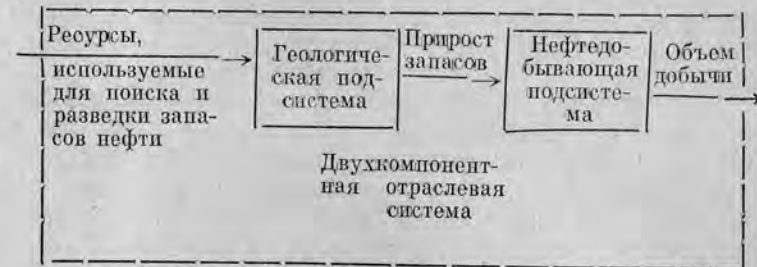 Ресурсы,
используемые
для поиска и
разведки запа-
сов нефти
Геологиче-
ская под-
система
Прирост
запасов
Нефтедо-
бывающая
подсисте-
ма
Объем
добычи
Двухкомпонент-
ная отраслевая
система